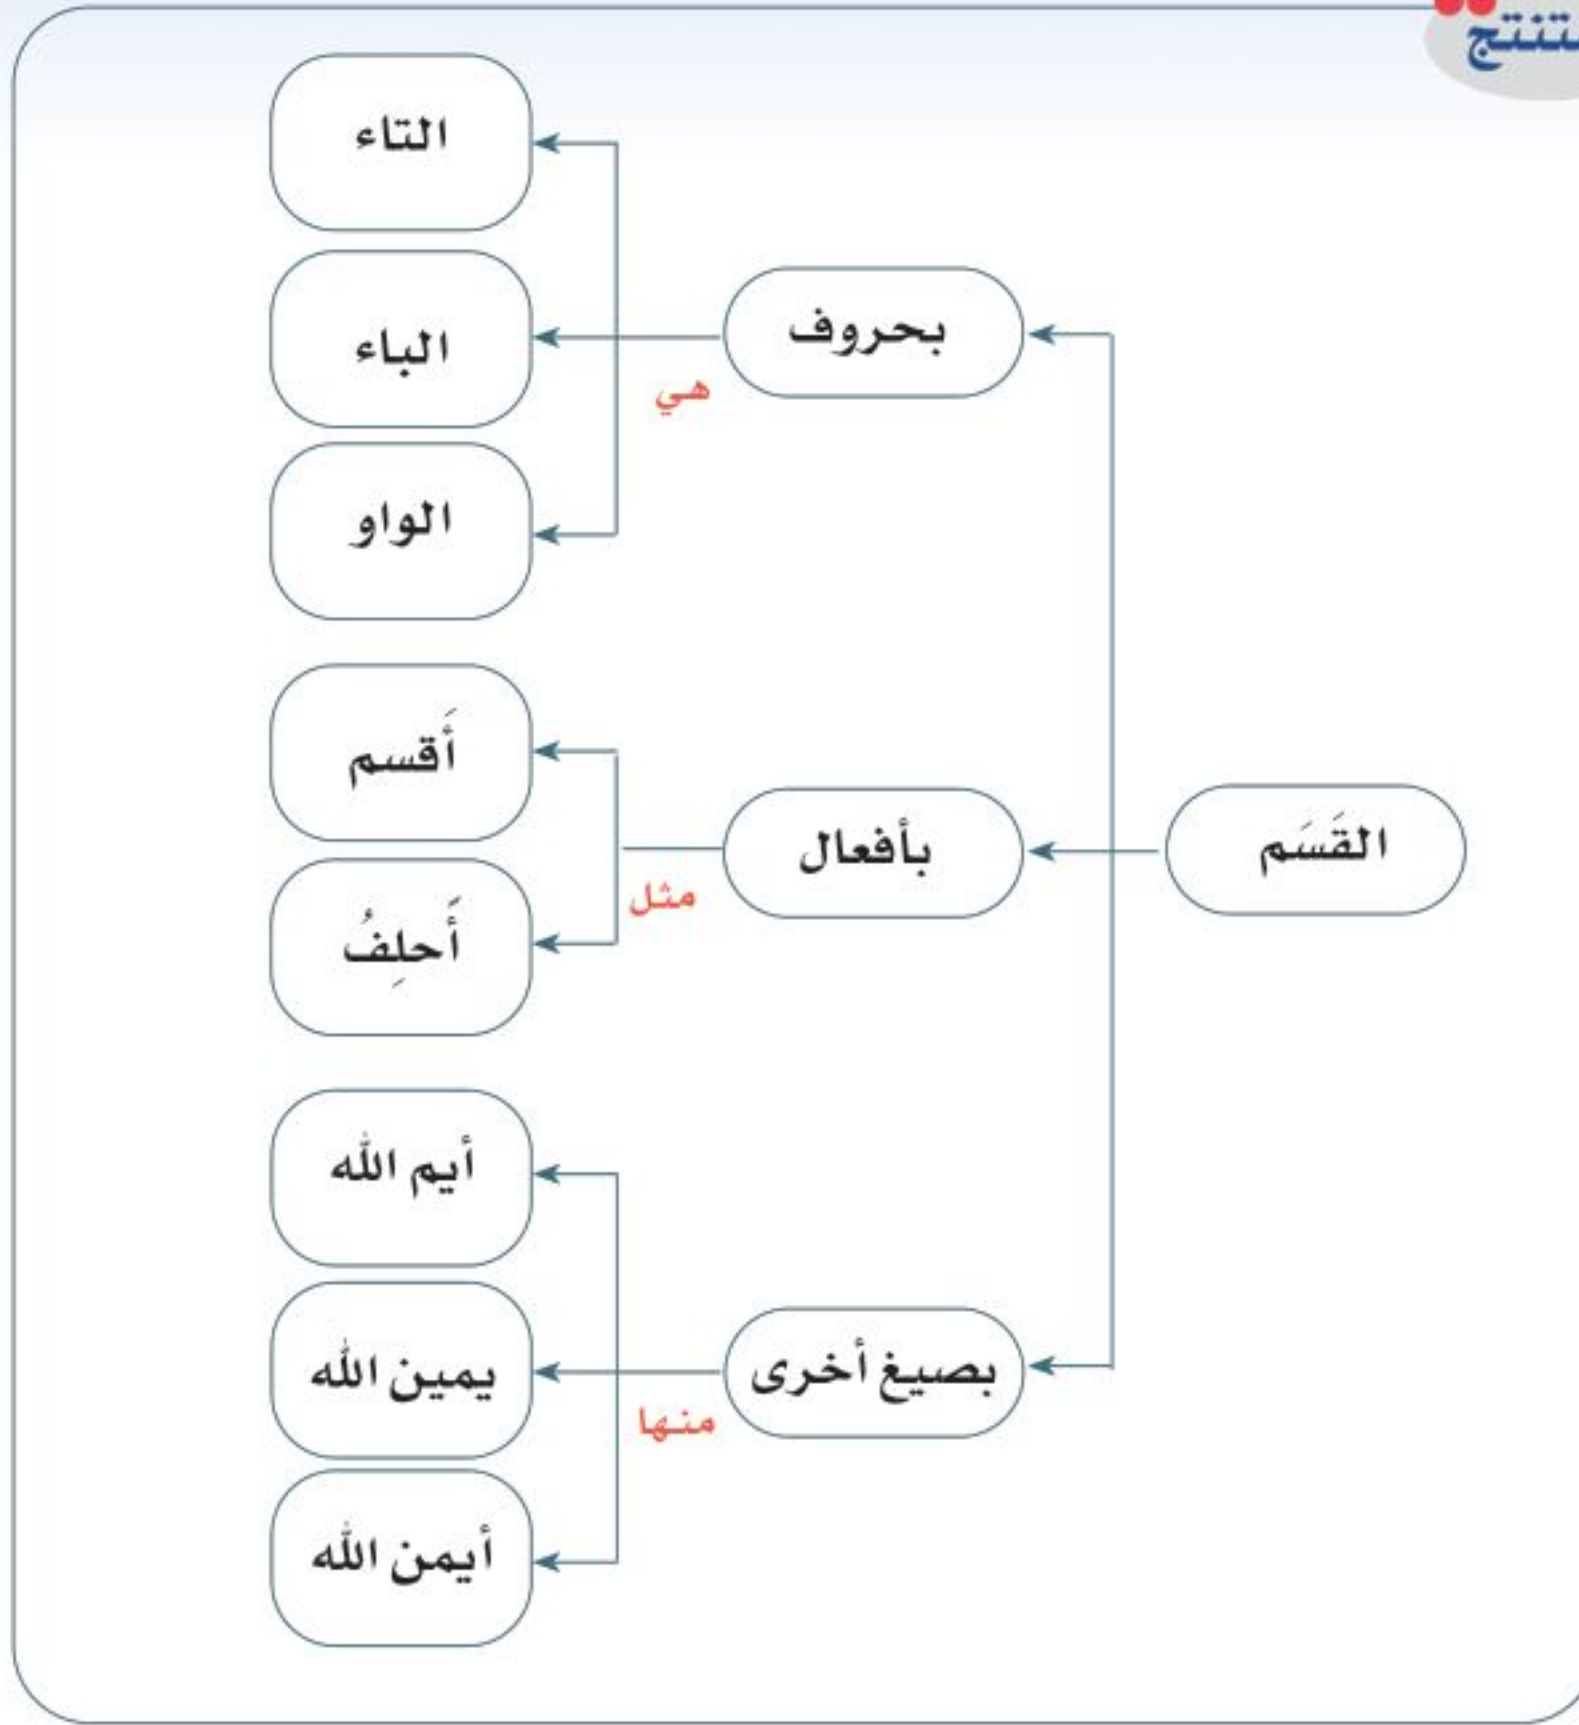 القَسَم
بحروف
هي
التاء
الباء
الواو
بأفعال
مثل
أَقسم
أَحلِفُ
بصيغ أخرى
منها
أيم الله
يمين الله
أيمن الله